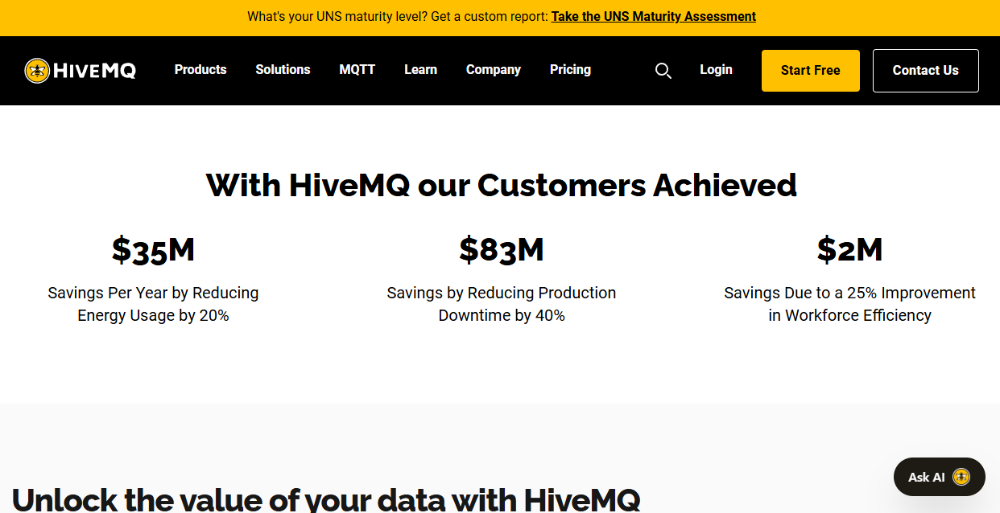 What's your UNS maturity level? Get a custom report: Take the UNS Maturity Assessment
HIVEMQ
Products
Solutions
MQTT
Learn
Company
Pricing
Login
Start Free
Contact Us
With HiveMQ our Customers Achieved
$35M
Savings Per Year by Reducing
Energy Usage by 20%
$83M
Savings by Reducing Production
Downtime by 40%
$2M
Savings Due to a 25% Improvement
in Workforce Efficiency
Unlock the value of your data with HiveMQ
Ask AI